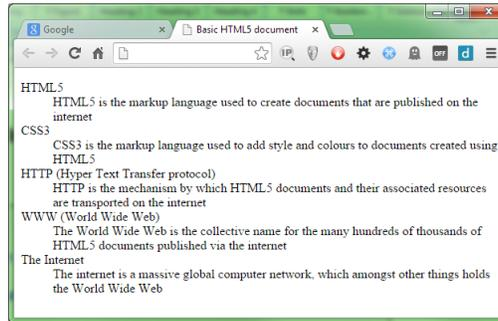 Google
Basic HTML5 document
IP
OFF
d
HTML5
HTML5 is the markup language used to create documents that are published on the
internet
CSS3
CSS3 is the markup language used to add style and colours to documents created using
HTML5
HTTP (Hyper Text Transfer protocol)
HTTP is the mechanism by which HTML5 documents and their associated resources
are transported on the internet
WWW (World Wide Web)
The World Wide Web is the collective name for the many hundreds of thousands of
HTML5 documents published via the internet
The Internet
The internet is a massive global computer network, which amongst other things holds
the World Wide Web